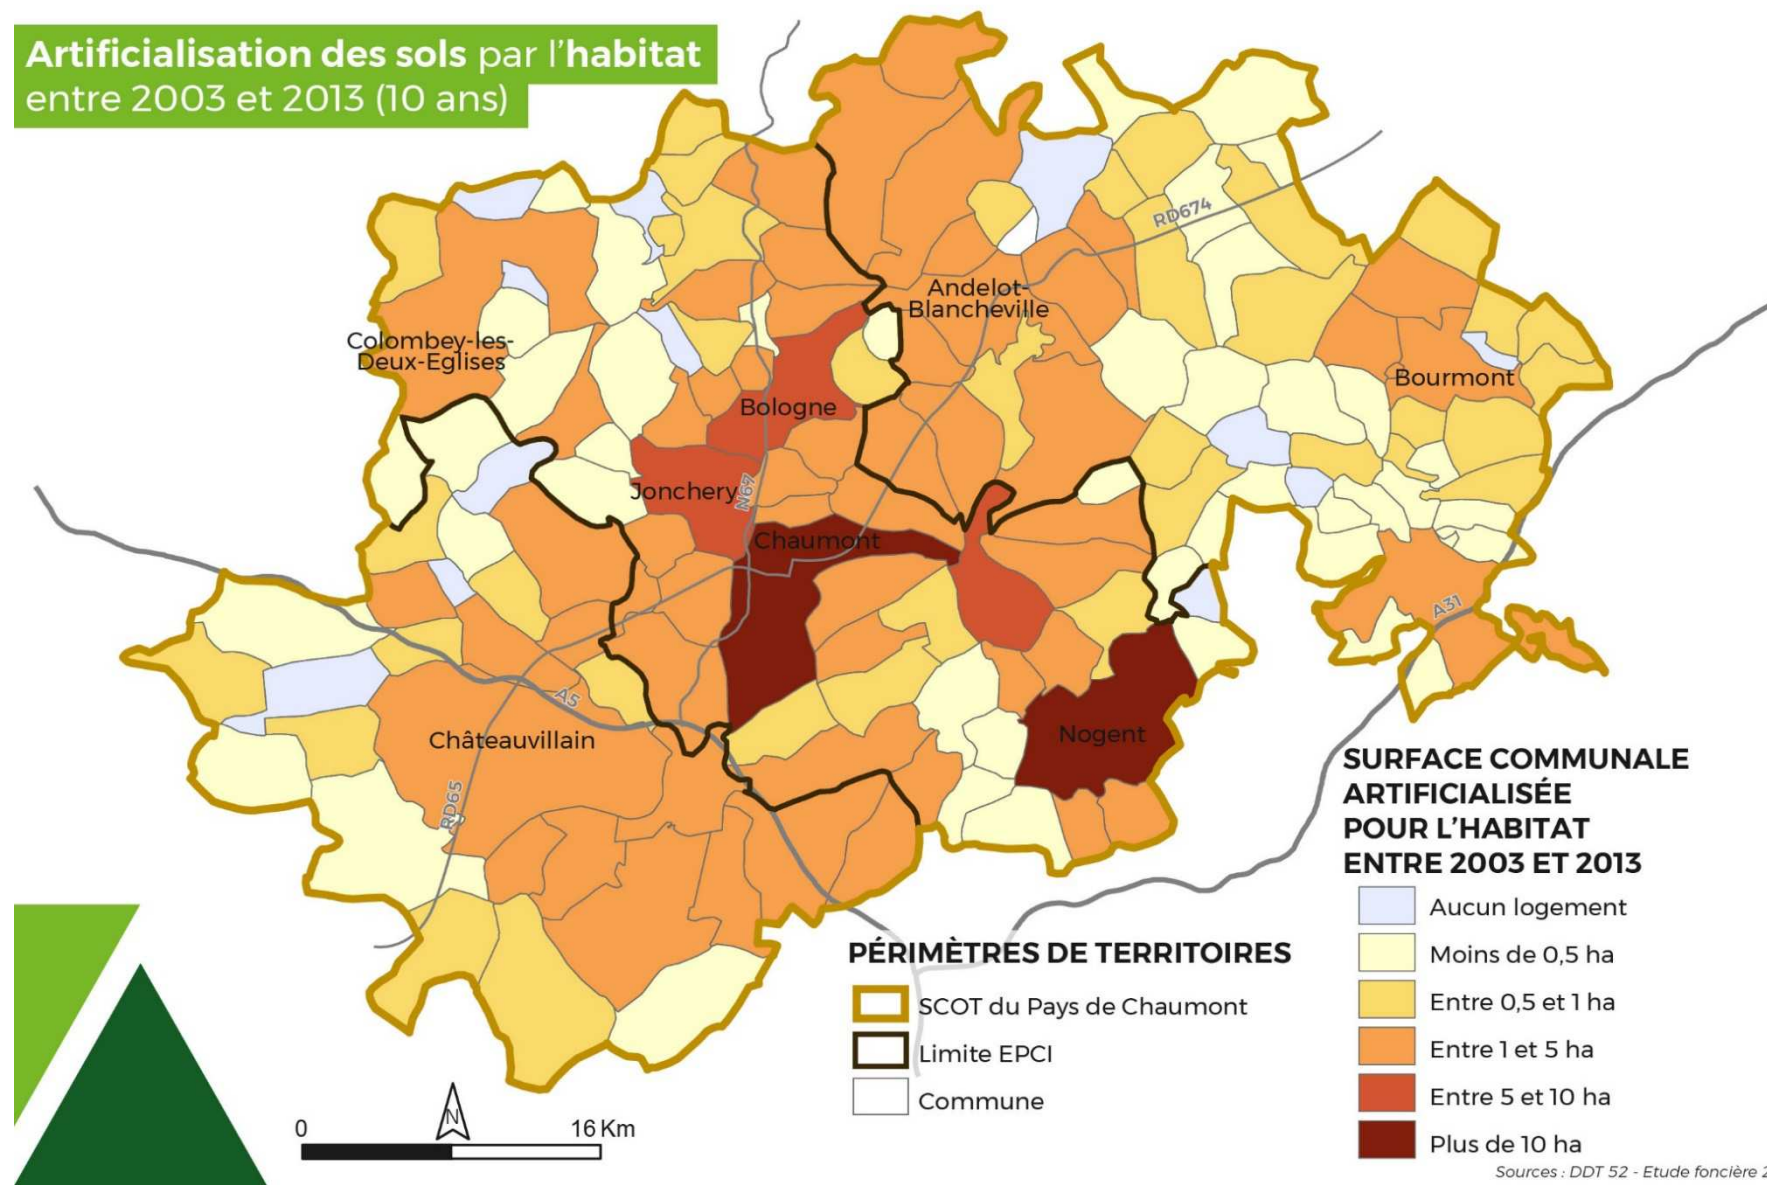 Artificialisation des sols par l'habitat
entre 2003 et 2013 (10 ans)
RD674
Andelot-
Blancheville
Colombey-les-
Deux-Eglises
Bourmont
Bologne
Jonchery
N67
Chaumont
A31
A5
Châteauvillain
Nogent
RD65
SURFACE COMMUNALE
ARTIFICIALISÉE
POUR L'HABITAT
ENTRE 2003 ET 2013
Aucun logement
Moins de 0,5 ha
Entre 0,5 et 1 ha
Entre 1 et 5 ha
Entre 5 et 10 ha
Plus de 10 ha
PÉRIMÈTRES DE TERRITOIRES
SCOT du Pays de Chaumont
Limite EPCI
Commune
N
0 16 Km
Sources : DDT 52 - Etude foncière 2